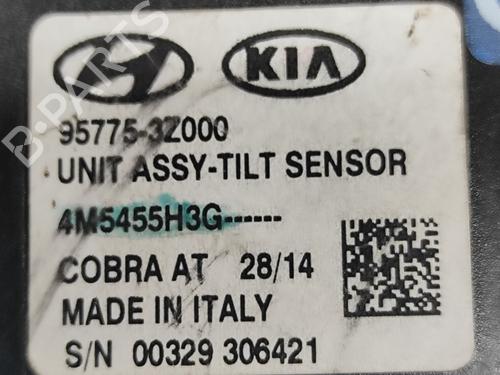 KIA
95775-3Z000
UNIT ASSY-TILT SENSOR
4M5455H3G------
COBRA AT 28/14
MADE IN ITALY
S/N 00329 306421
B-PARTS